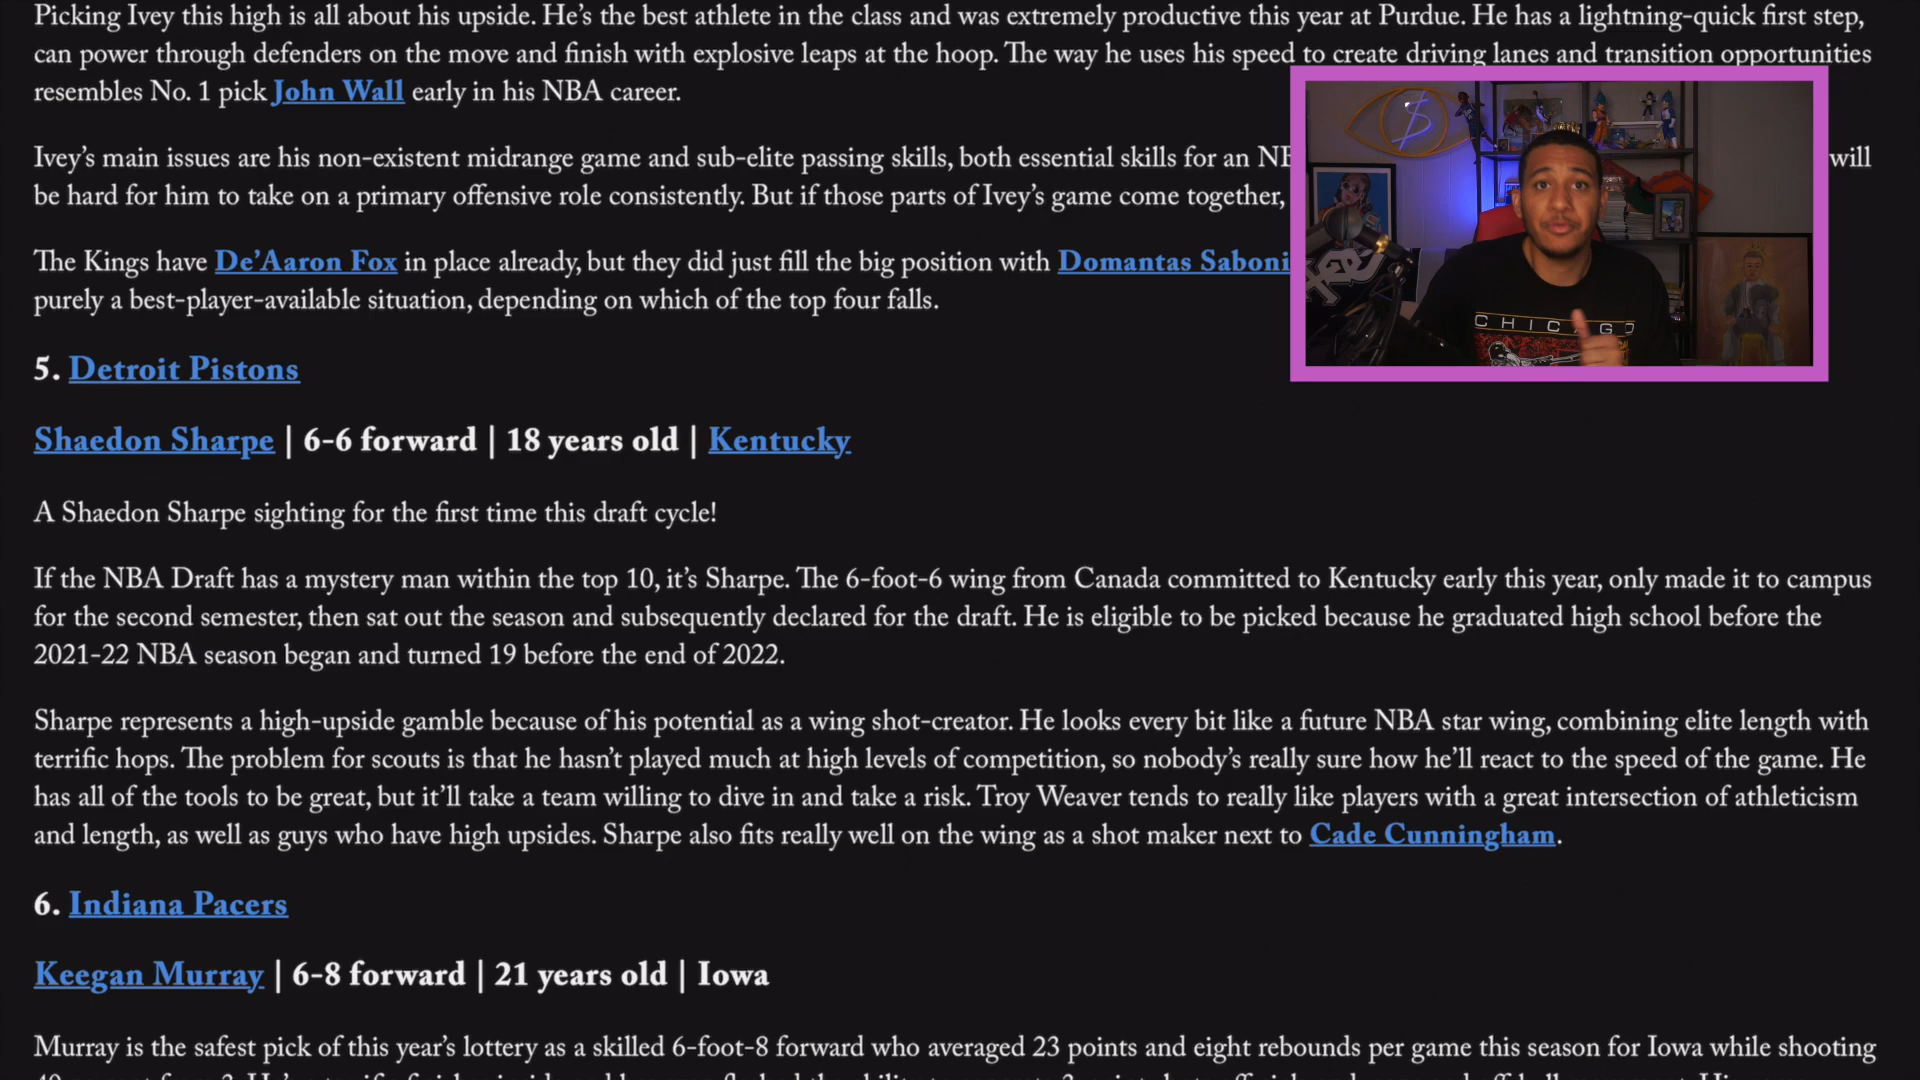 Picking Ivey this high is all about his upside. He's the best athlete in the class and was extremely productive this year at Purdue. He has a lightning-quick first step,
can power through defenders on the move and finish with explosive leaps at the hoop. The way he uses his speed to create driving lanes and transition opportunities
resembles No. 1 pick John Wall early in his NBA career.
Ivey's main issues are his non-existent midrange game and sub-elite passing skills, both essential skills for an will
be hard for him to take on a primary offensive role consistently. But if those parts of Ivey's game come together,
The Kings have De'Aaron Fox in place already, but they did just fill the big position with Domantas Saboni
purely a best-player-available situation, depending on which of the top four falls.
CHICAGO
5. Detroit Pistons
Shaedon Sharpe | 6-6 forward | 18 years old | Kentucky
A Shaedon Sharpe sighting for the first time this draft cycle!
If the NBA Draft has a mystery man within the top 10, it's Sharpe. The 6-foot-6 wing from Canada committed to Kentucky early this year, only made it to campus
for the second semester, then sat out the season and subsequently declared for the draft. He is eligible to be picked because he graduated high school before the
2021-22 NBA season began and turned 19 before the end of 2022.
Sharpe represents a high-upside gamble because of his potential as a wing shot-creator. He looks every bit like a future NBA star wing, combining elite length with
terrific hops. The problem for scouts is that he hasn't played much at high levels of competition, so nobody's really sure how he'll react to the speed of the game. He
has all of the tools to be great, but it'll take a team willing to dive in and take a risk. Troy Weaver tends to really like players with a great intersection of athleticism
and length, as well as guys who have high upsides. Sharpe also fits really well on the wing as a shot maker next to Cade Cunningham.
6. Indiana Pacers
Keegan Murray | 6-8 forward | 21 years old | Iowa
Murray is the safest pick of this year's lottery as a skilled 6-foot-8 forward who averaged 23 points and eight rebounds per game this season for Iowa while shooting